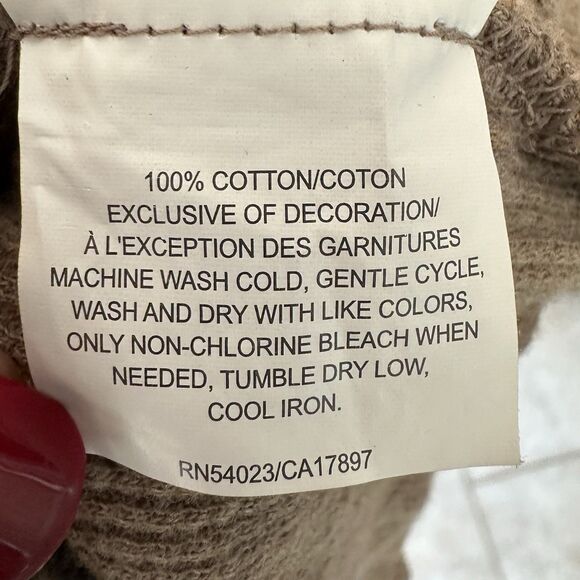 100% COTTON/COTON
EXCLUSIVE OF DECORATION/
À L'EXCEPTION DES GARNITURES
MACHINE WASH COLD, GENTLE CYCLE,
WASH AND DRY WITH LIKE COLORS,
ONLY NON-CHLORINE BLEACH WHEN
NEEDED, TUMBLE DRY LOW,
COOL IRON.
RN54023/CA17897